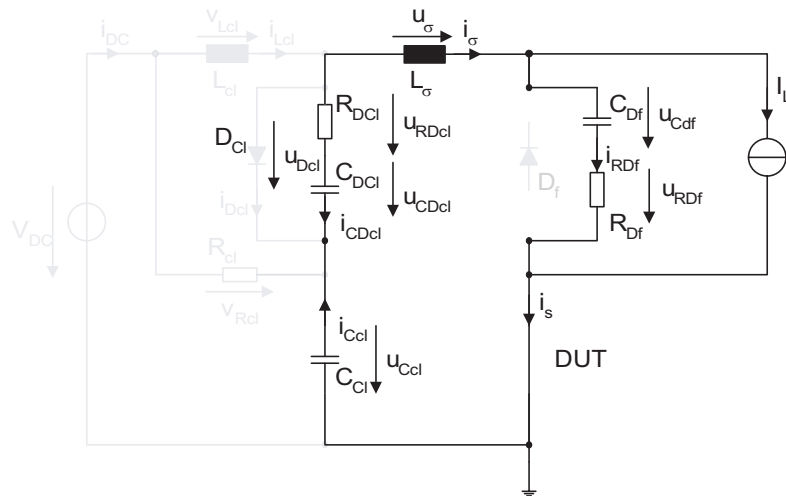 v_Lcl
u_σ
i_DC
i_Lcl
i_σ
L_cl
L_σ
I_L
R_DCl
u_RDcl
C_Df
u_Cdf
D_Cl
u_Dcl
C_DCl
i_RDf
D_f
u_CDcl
u_RDf
i_Dcl
i_CDcl
R_Df
V_DC
R_cl
v_Rcl
i_s
i_Ccl
u_Ccl
DUT
C_Cl